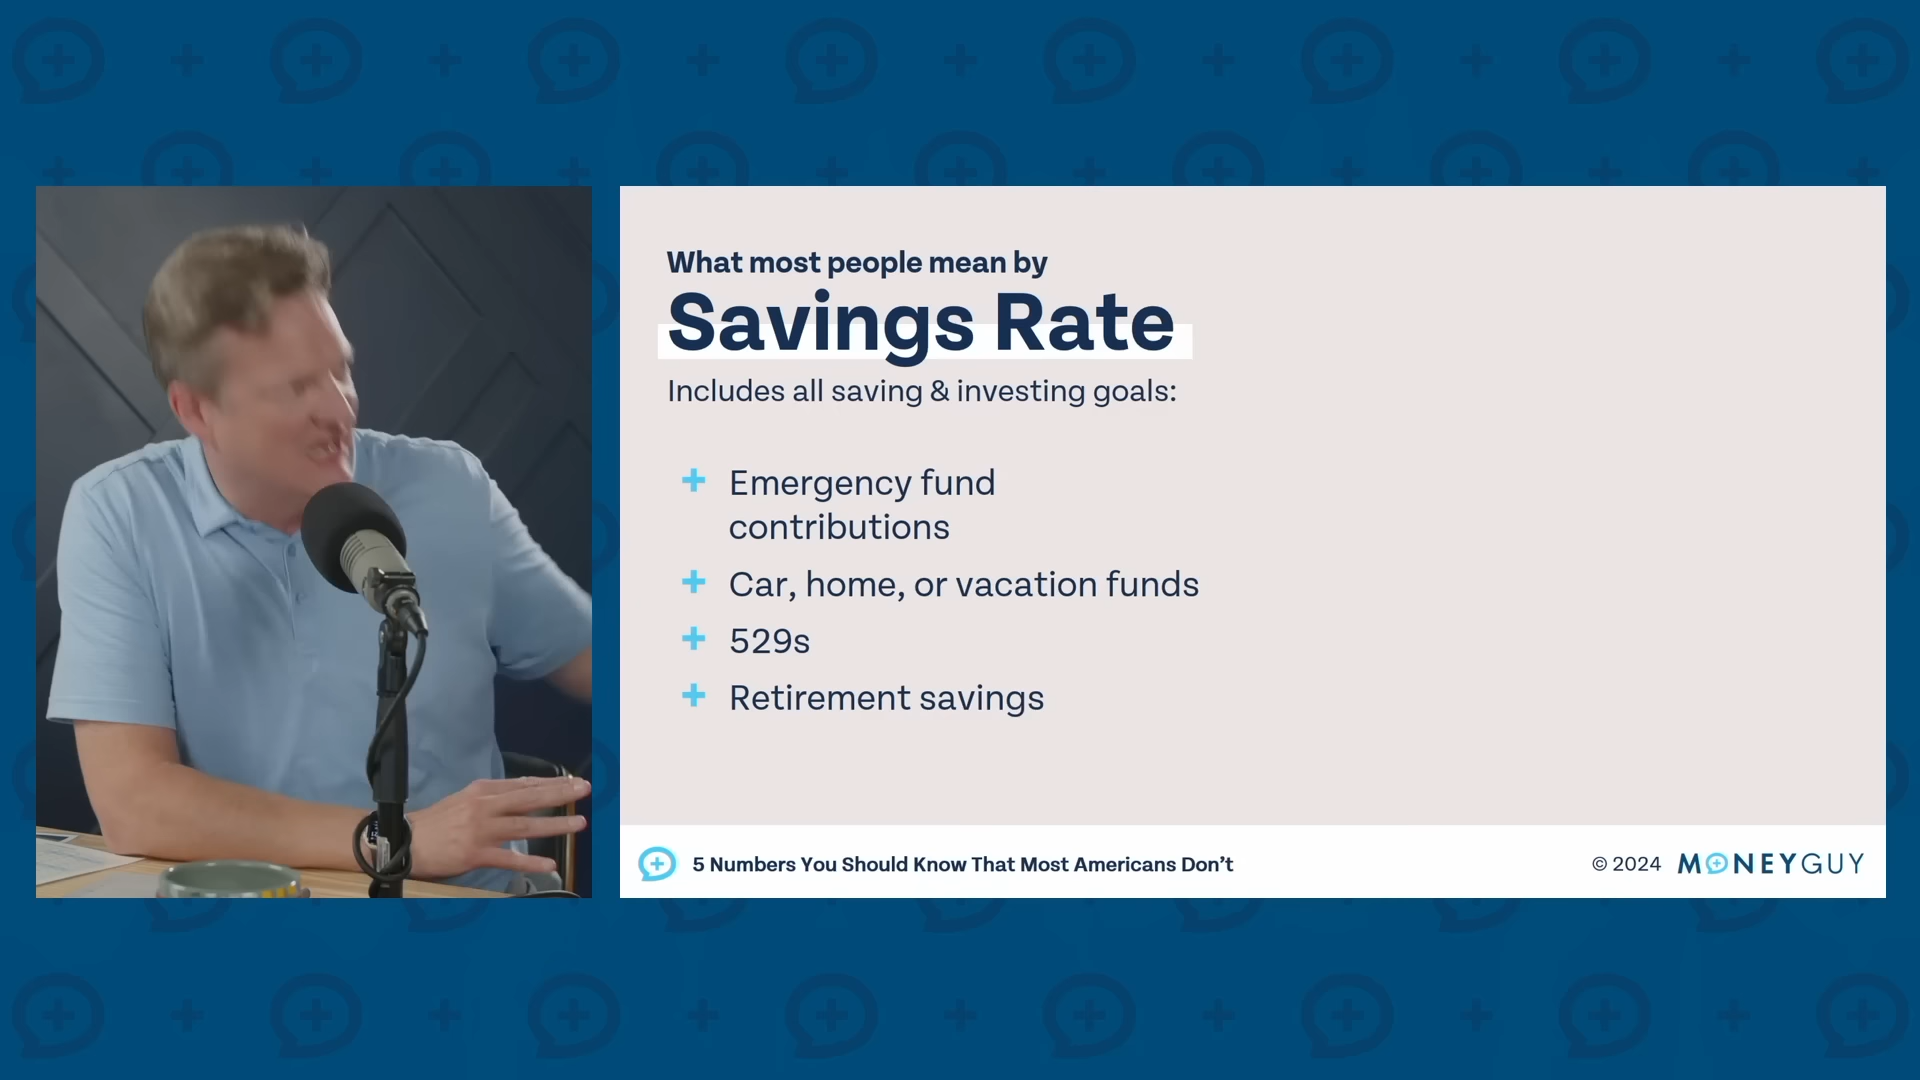 What most people mean by
Savings Rate
Includes all saving & investing goals:
Emergency fund
contributions
Car, home, or vacation funds
529s
Retirement savings
5 Numbers You Should Know That Most Americans Don’t
© 2024 MONEYGUY